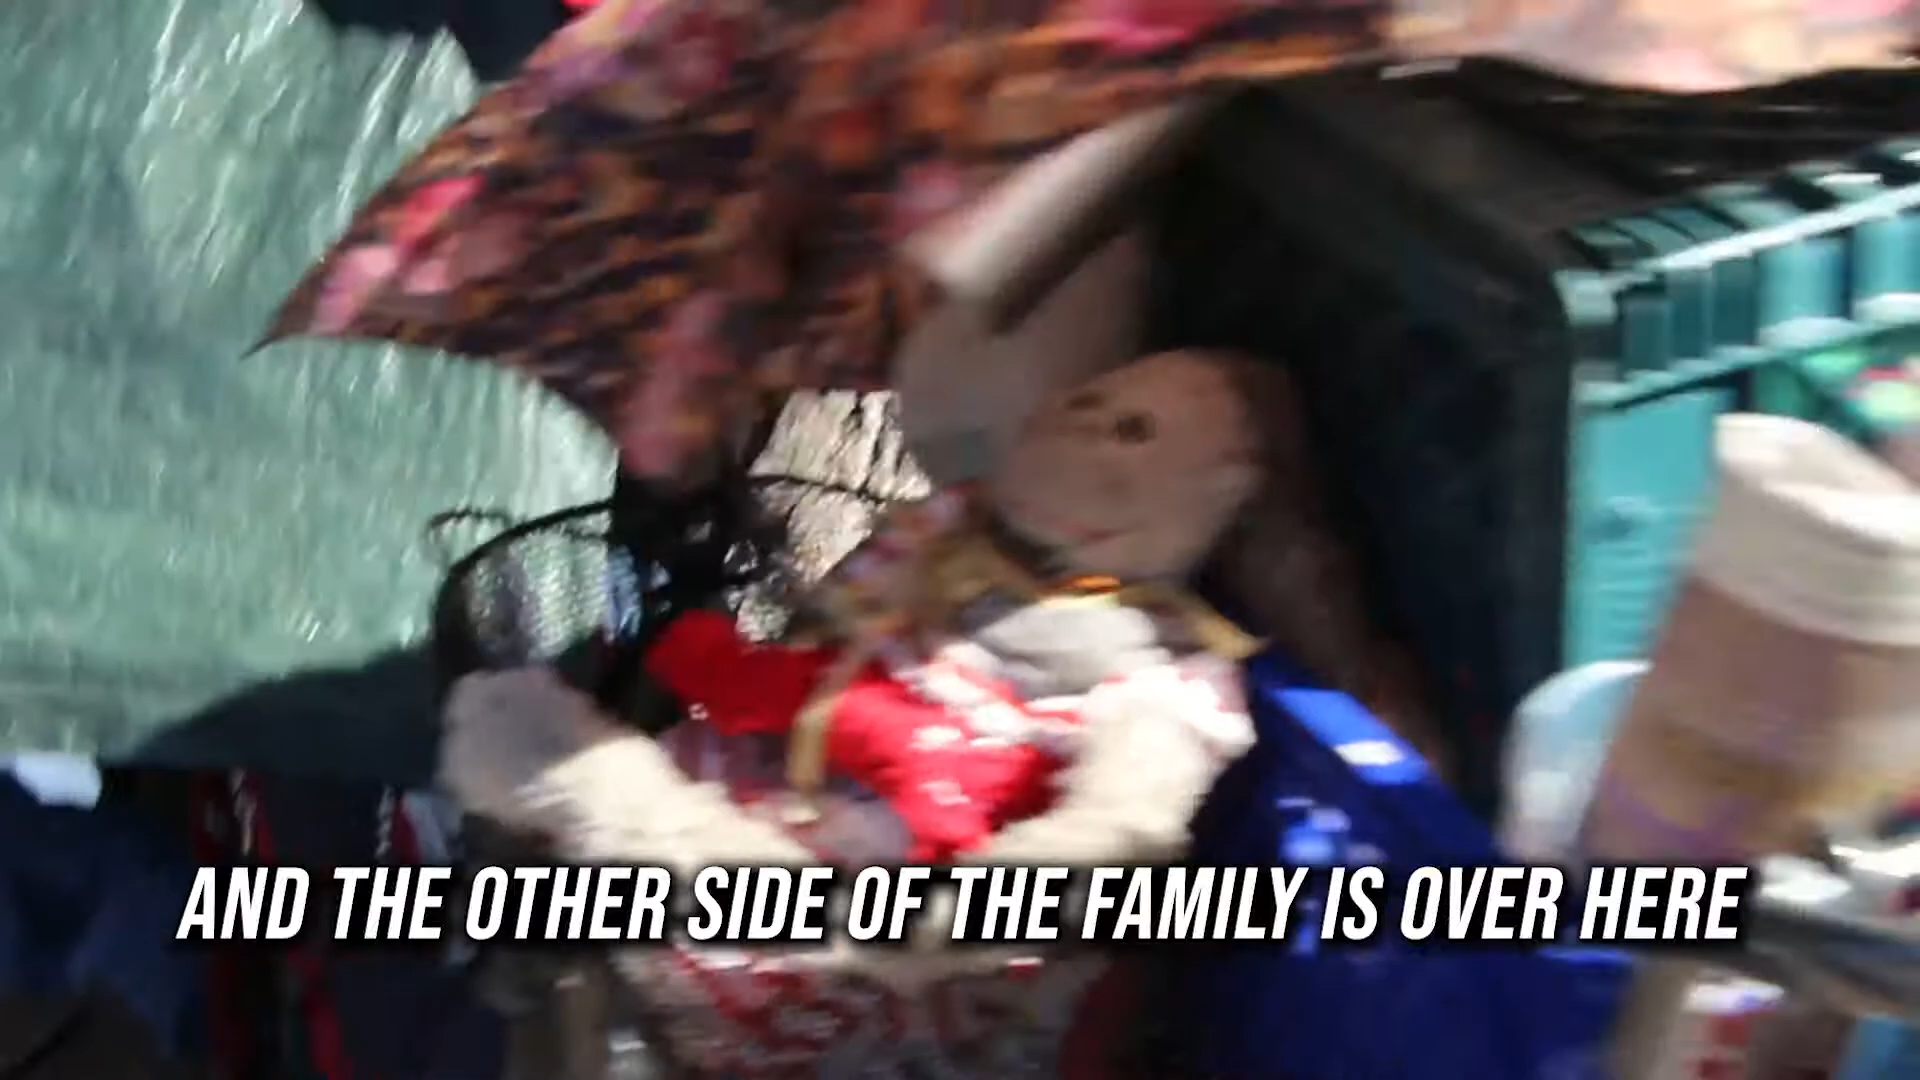 AND THE OTHER SIDE OF THE FAMILY IS OVER HERE